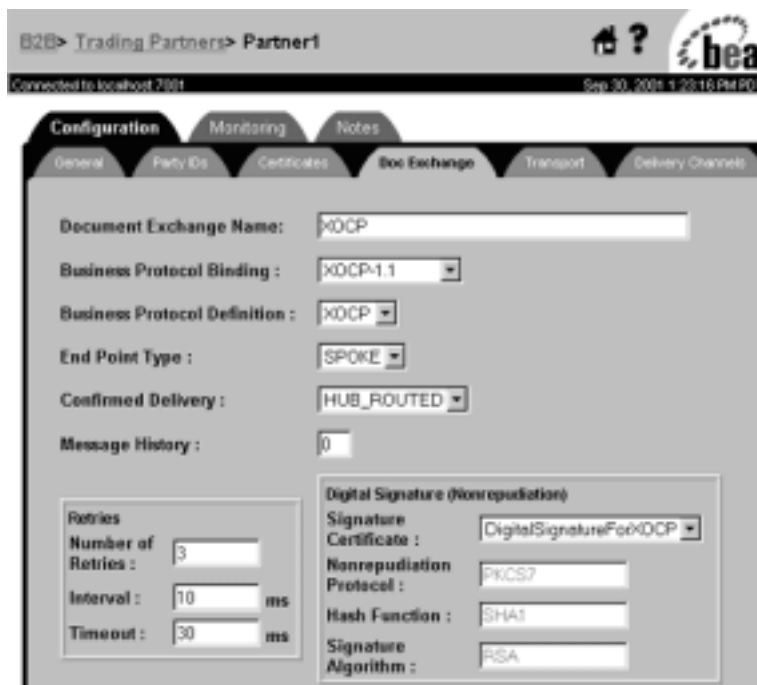 B2B> Trading Partners> Partner1
?
bea
Connected to localhost 7001
Sep 30, 2001 1:23:16 PM PD
Configuration Monitoring Notes
General Party IDs Certificates Doc Exchange Transport Delivery Channels
Document Exchange Name: XOCP
Business Protocol Binding : XOCP-1.1
Business Protocol Definition : XOCP
End Point Type : SPOKE
Confirmed Delivery : HUB_ROUTED
Message History : 0
Retries
Number of
Retries : 3
Interval : 10 ms
Timeout : 30 ms
Digital Signature (Nonrepudiation)
Signature
Certificate : DigitalSignatureForXOCP
Nonrepudiation
Protocol : PKCS7
Hash Function : SHA1
Signature
Algorithm : RSA